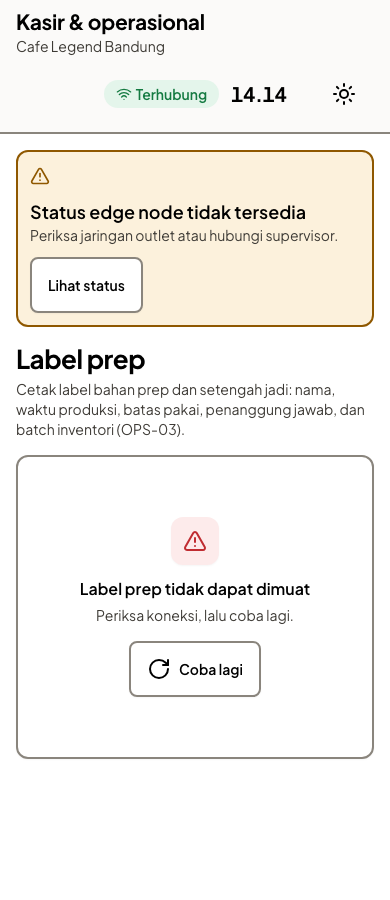 Kasir & operasional
Cafe Legend Bandung
Terhubung
14.14
Status edge node tidak tersedia
Periksa jaringan outlet atau hubungi supervisor.
Lihat status
Label prep
Cetak label bahan prep dan setengah jadi: nama,
waktu produksi, batas pakai, penanggung jawab, dan
batch inventori (OPS-03).
Label prep tidak dapat dimuat
Periksa koneksi, lalu coba lagi.
Coba lagi